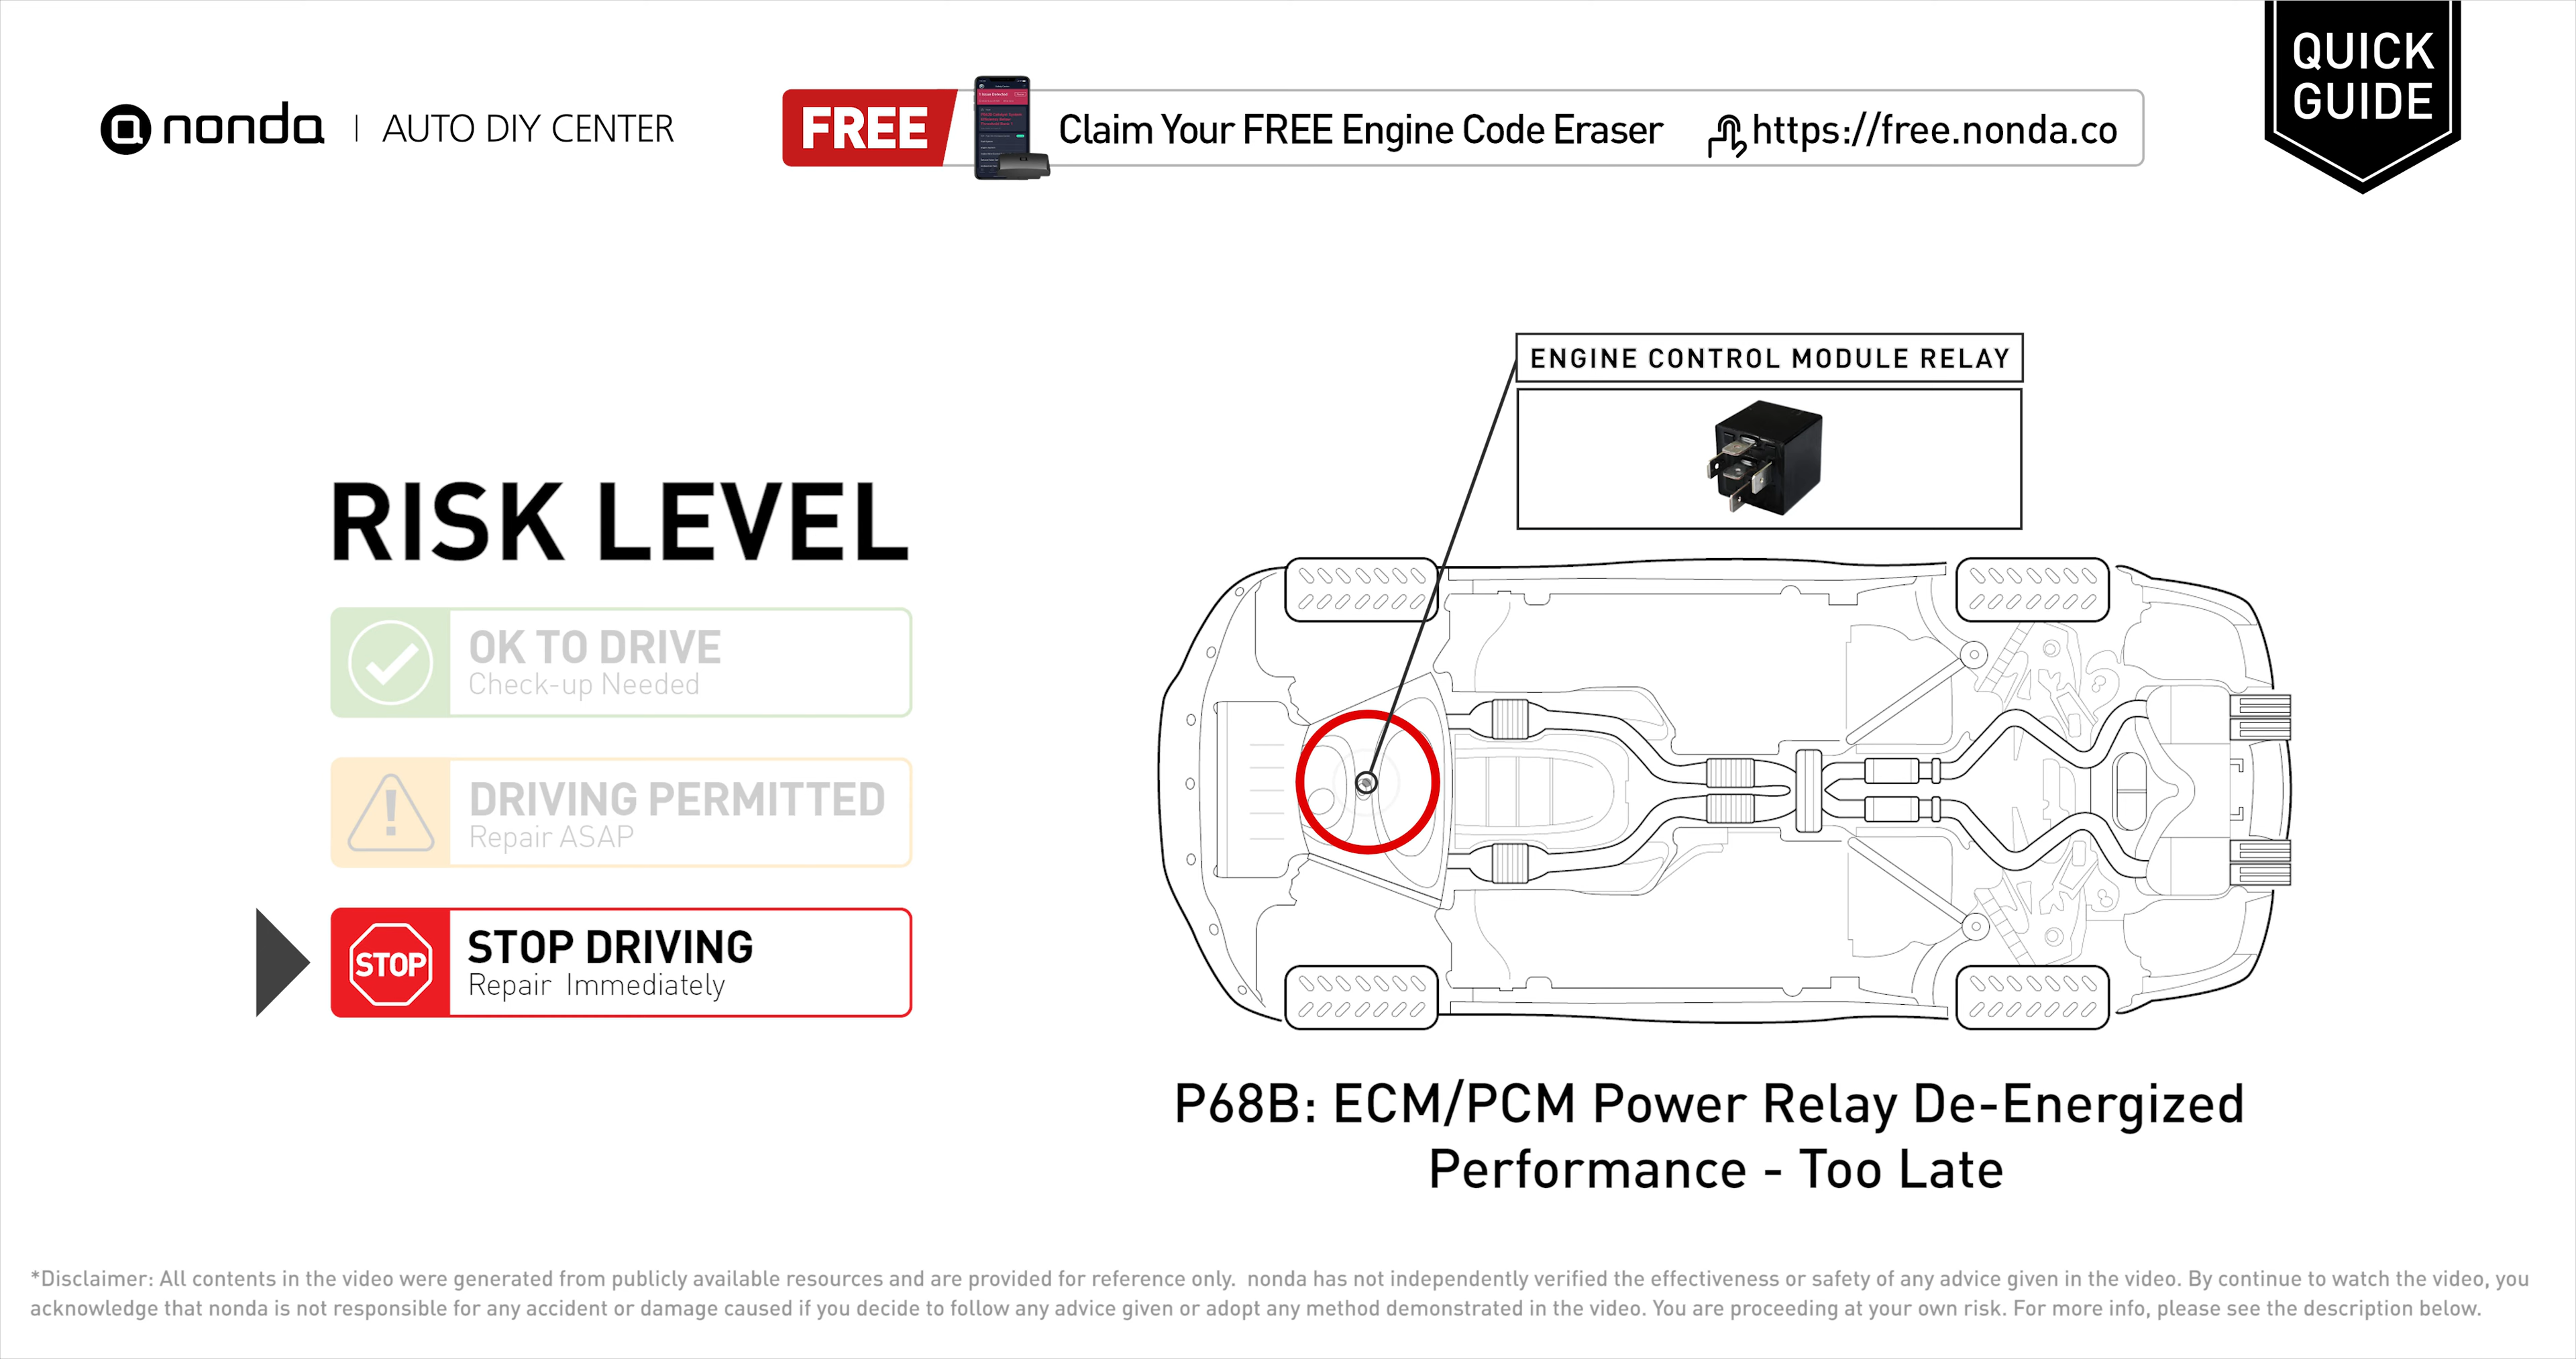 nonda | AUTO DIY CENTER
FREE
Claim Your FREE Engine Code Eraser
https://free.nonda.co
QUICK
GUIDE
ENGINE CONTROL MODULE RELAY
RISK LEVEL
OK TO DRIVE
Check-up Needed
DRIVING PERMITTED
Repair ASAP
STOP
STOP DRIVING
Repair Immediately
P68B: ECM/PCM Power Relay De-Energized
Performance - Too Late
*Disclaimer: All contents in the video were generated from publicly available resources and are provided for reference only. nonda has not independently verified the effectiveness or safety of any advice given in the video. By continue to watch the video, you
acknowledge that nonda is not responsible for any accident or damage caused if you decide to follow any advice given or adopt any method demonstrated in the video. You are proceeding at your own risk. For more info, please see the description below.